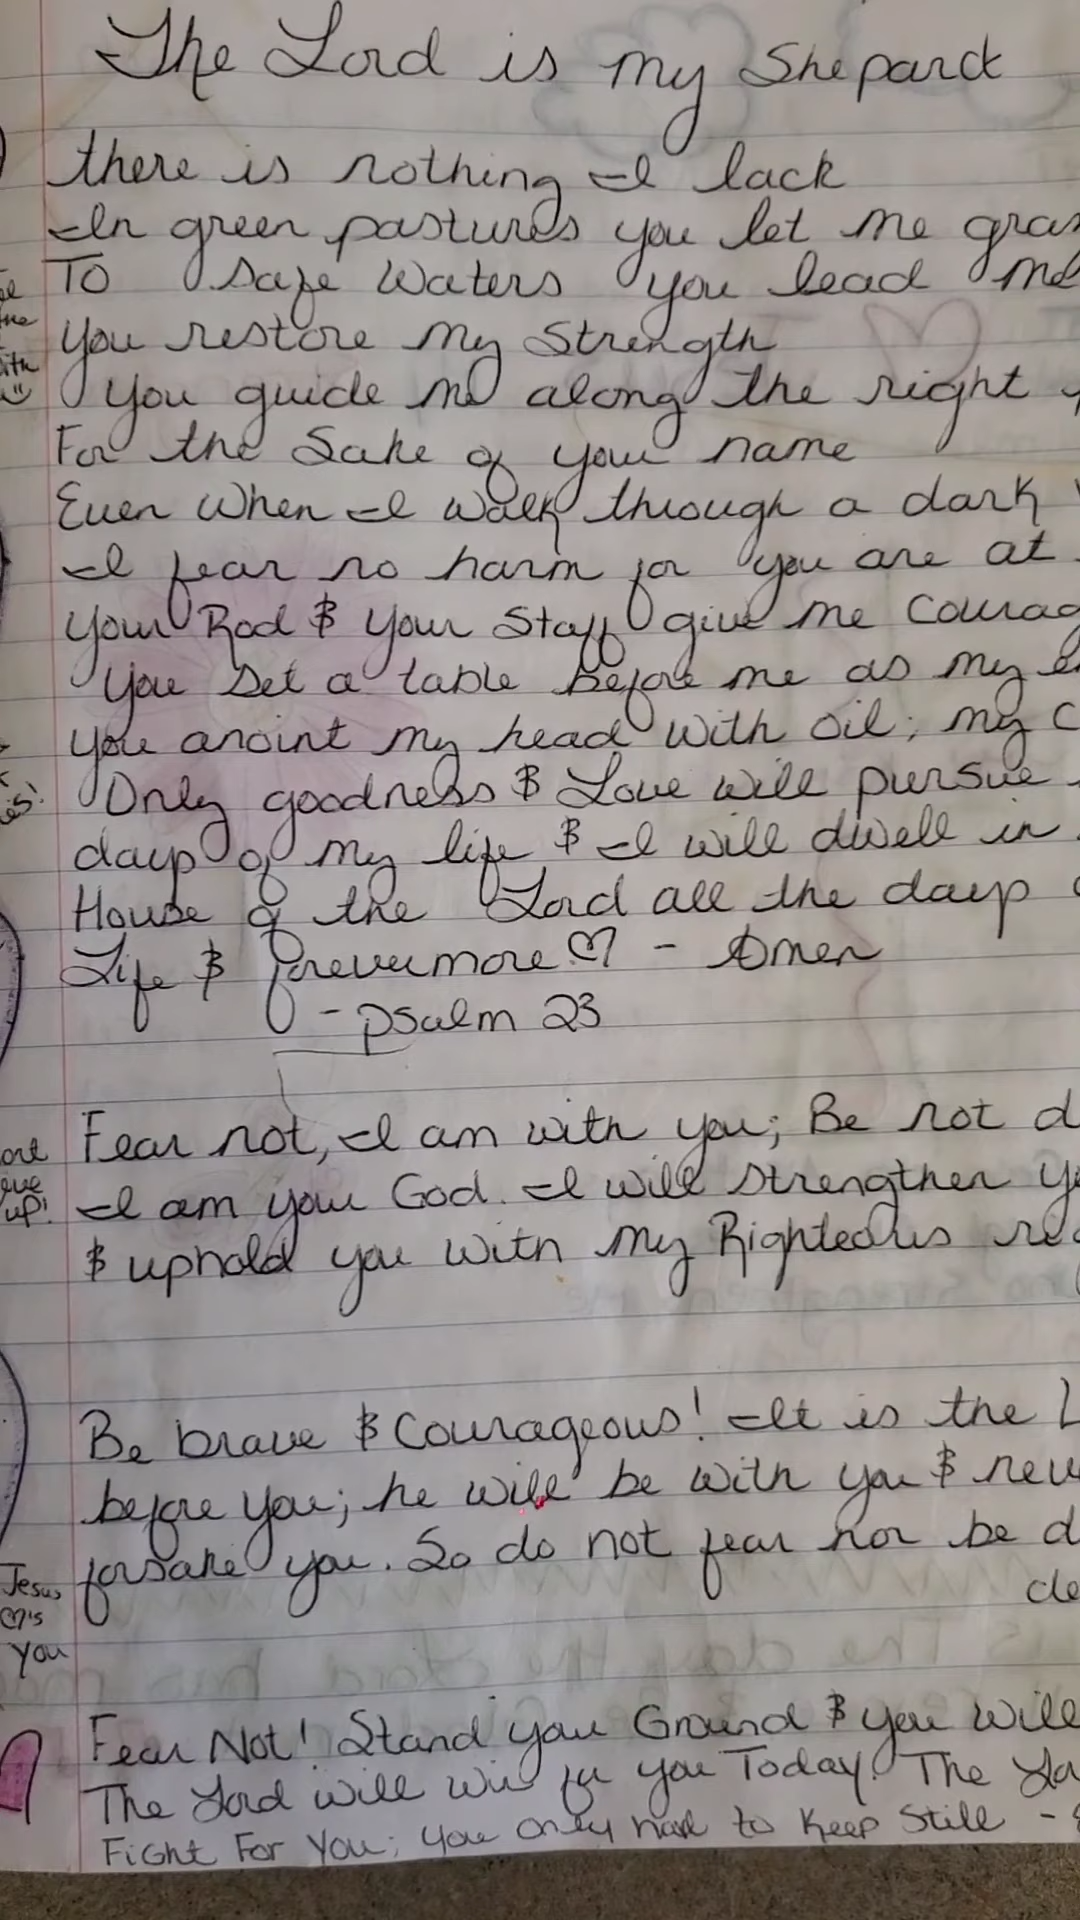 The Lord is my Shepard
there is nothing I lack
In green pastures you let me
To safe Waters you lead me
You restore my Strength
You guide me along the right
For the Sake of your name
Even When I walk through a dark
I fear no harm for you are at
your Rod & your Staff give me
You set a table before me as my
you anoint my head with oil; my
Only goodness & Love will pursue
days of my life & I will dwell in
House of the Lord all the days
Life & forevermore ♡ - Amen
- psalm 23
Fear not, I am with you; Be not
I am your God. I will strengthen
& uphold you with my Righteous
Be brave & Courageous! It is the
before you; he will be with you &
forsake you. So do not fear nor be
Jesus
♡'s
You
Fear Not! Stand your Ground & you will
The Lord will win for you Today. The
Fight For You; you only have to Keep Still -